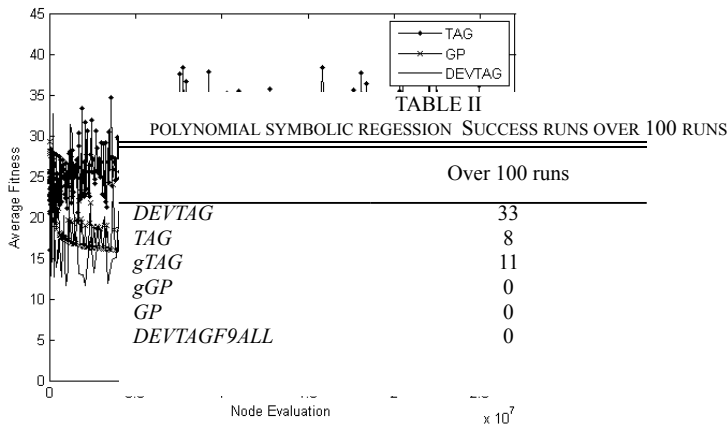 45
40
35
30
25
20
15
10
5
0
Average Fitness
TAG
GP
DEVTAG
TABLE II
POLYNOMIAL SYMBOLIC REGRESSION SUCCESS RUNS OVER 100 RUNS
Over 100 runs
DEVTAG 33
TAG 8
gTAG 11
gGP 0
GP 0
DEVTAGF9ALL 0
0
Node Evaluation
x 10^7